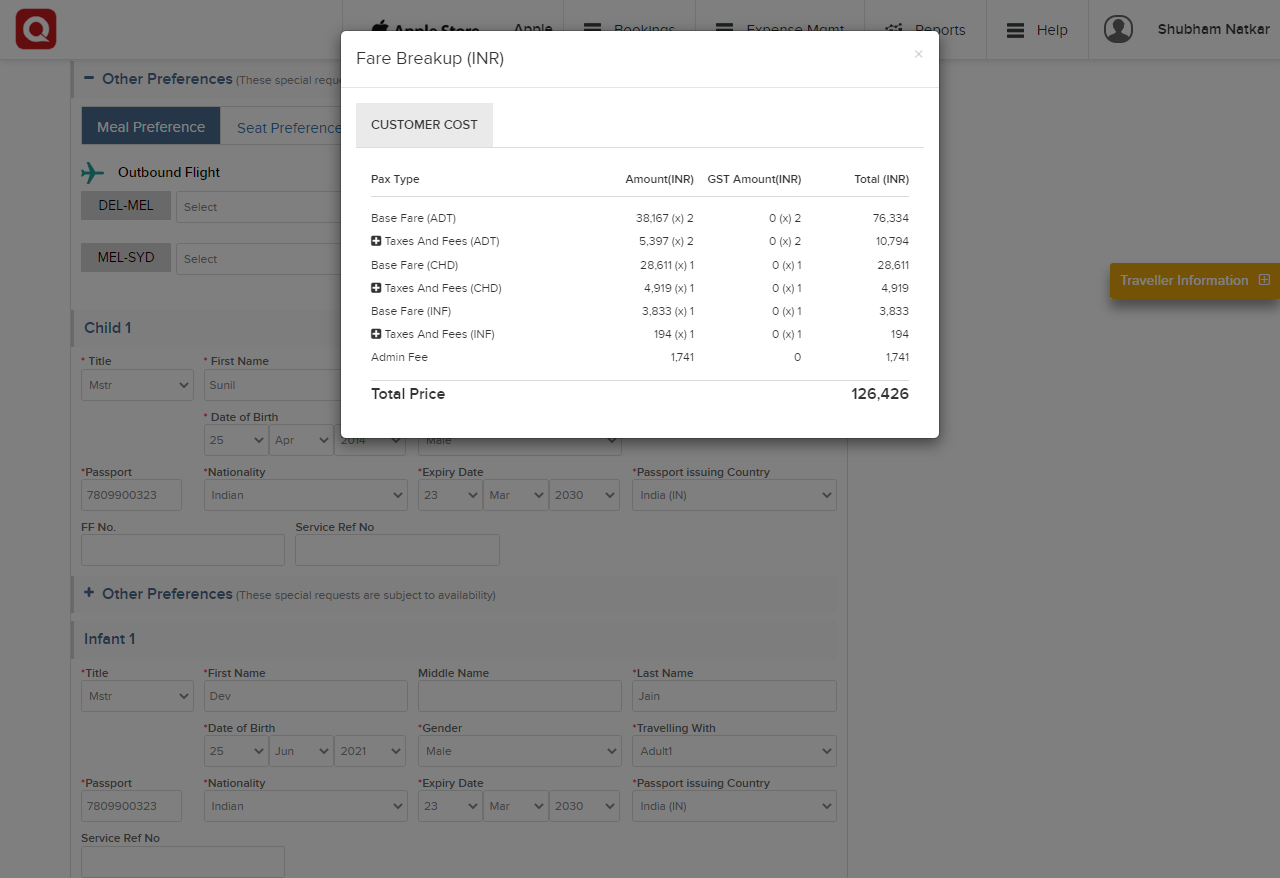 Apple Store
Apple
Bookings
Expense Mgmt
Reports
Help
Shubham Natkar
Other Preferences (These special reque
Meal Preference
Seat Preference
Outbound Flight
DEL-MEL
Select
MEL-SYD
Select
Fare Breakup (INR)
×
CUSTOMER COST
Pax Type Amount(INR) GST Amount(INR) Total (INR)
Base Fare (ADT) 38,167 (x) 2 0 (x) 2 76,334
Taxes And Fees (ADT) 5,397 (x) 2 0 (x) 2 10,794
Base Fare (CHD) 28,611 (x) 1 0 (x) 1 28,611
Taxes And Fees (CHD) 4,919 (x) 1 0 (x) 1 4,919
Base Fare (INF) 3,833 (x) 1 0 (x) 1 3,833
Taxes And Fees (INF) 194 (x) 1 0 (x) 1 194
Admin Fee 1,741 0 1,741
Total Price 126,426
Traveller Information
Child 1
* Title * First Name
Mstr Sunil
* Date of Birth
25 Apr 2014 Male
*Passport *Nationality *Expiry Date *Passport issuing Country
7809900323 Indian 23 Mar 2030 India (IN)
FF No. Service Ref No
Other Preferences (These special requests are subject to availability)
Infant 1
*Title *First Name Middle Name *Last Name
Mstr Dev Jain
*Date of Birth *Gender *Travelling With
25 Jun 2021 Male Adult1
*Passport *Nationality *Expiry Date *Passport issuing Country
7809900323 Indian 23 Mar 2030 India (IN)
Service Ref No